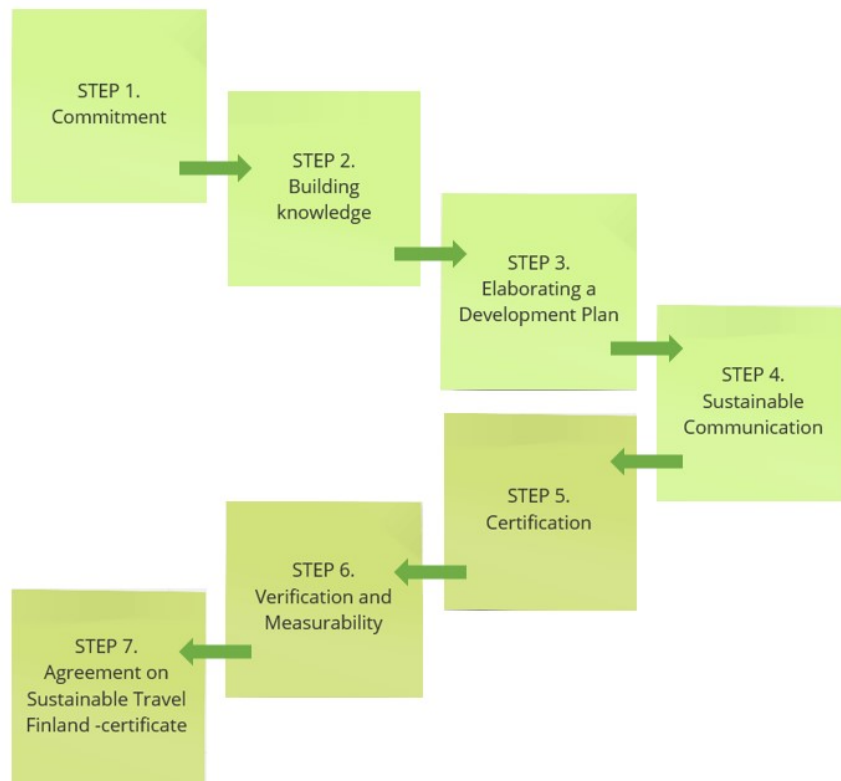 STEP 1.
Commitment
STEP 2.
Building
knowledge
STEP 3.
Elaborating a
Development Plan
STEP 4.
Sustainable
Communication
STEP 5.
Certification
STEP 6.
Verification and
Measurability
STEP 7.
Agreement on
Sustainable Travel
Finland -certificate